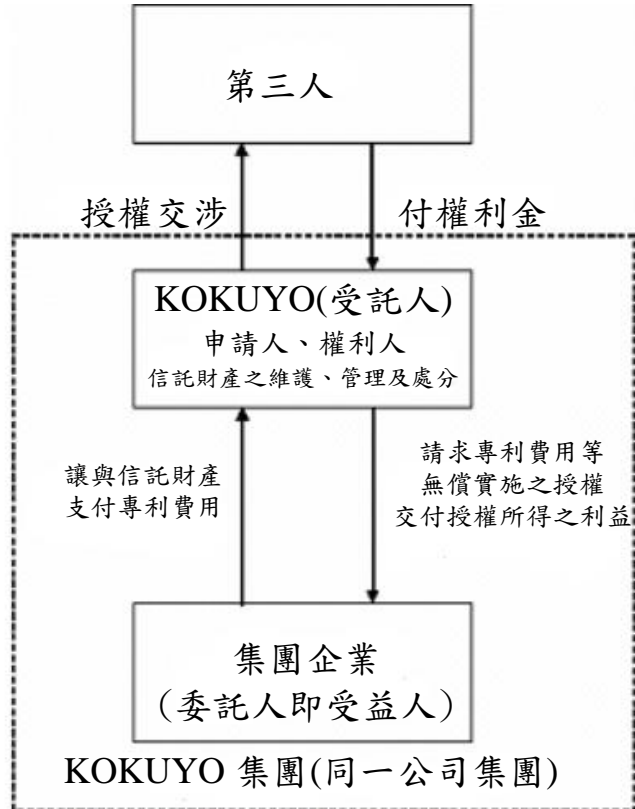 第三人
授權交涉
付權利金
KOKUYO(受託人)
申請人、權利人
信託財產之維護、管理及處分
讓與信託財產
支付專利費用
請求專利費用等
無償實施之授權
交付授權所得之利益
集團企業
(委託人即受益人)
KOKUYO 集團(同一公司集團)